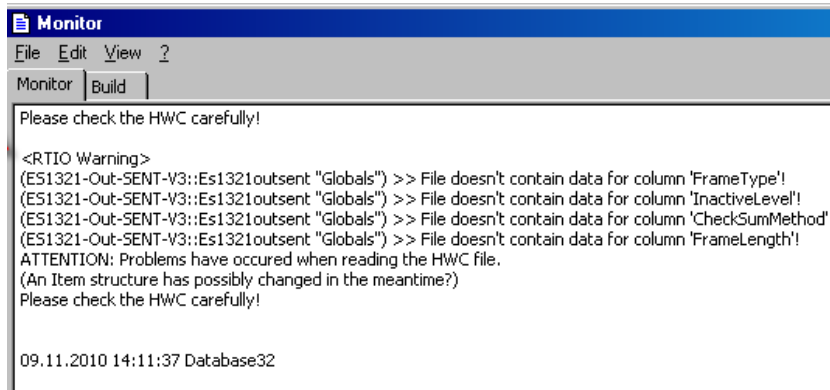 Monitor
File Edit View ?
Monitor Build
Please check the HWC carefully!
<RTIO Warning>
(ES1321-Out-SENT-V3::Es1321outsent "Globals") >> File doesn't contain data for column 'FrameType'!
(ES1321-Out-SENT-V3::Es1321outsent "Globals") >> File doesn't contain data for column 'InactiveLevel'!
(ES1321-Out-SENT-V3::Es1321outsent "Globals") >> File doesn't contain data for column 'CheckSumMethod'
(ES1321-Out-SENT-V3::Es1321outsent "Globals") >> File doesn't contain data for column 'FrameLength'!
ATTENTION: Problems have occured when reading the HWC file.
(An Item structure has possibly changed in the meantime?)
Please check the HWC carefully!
09.11.2010 14:11:37 Database32